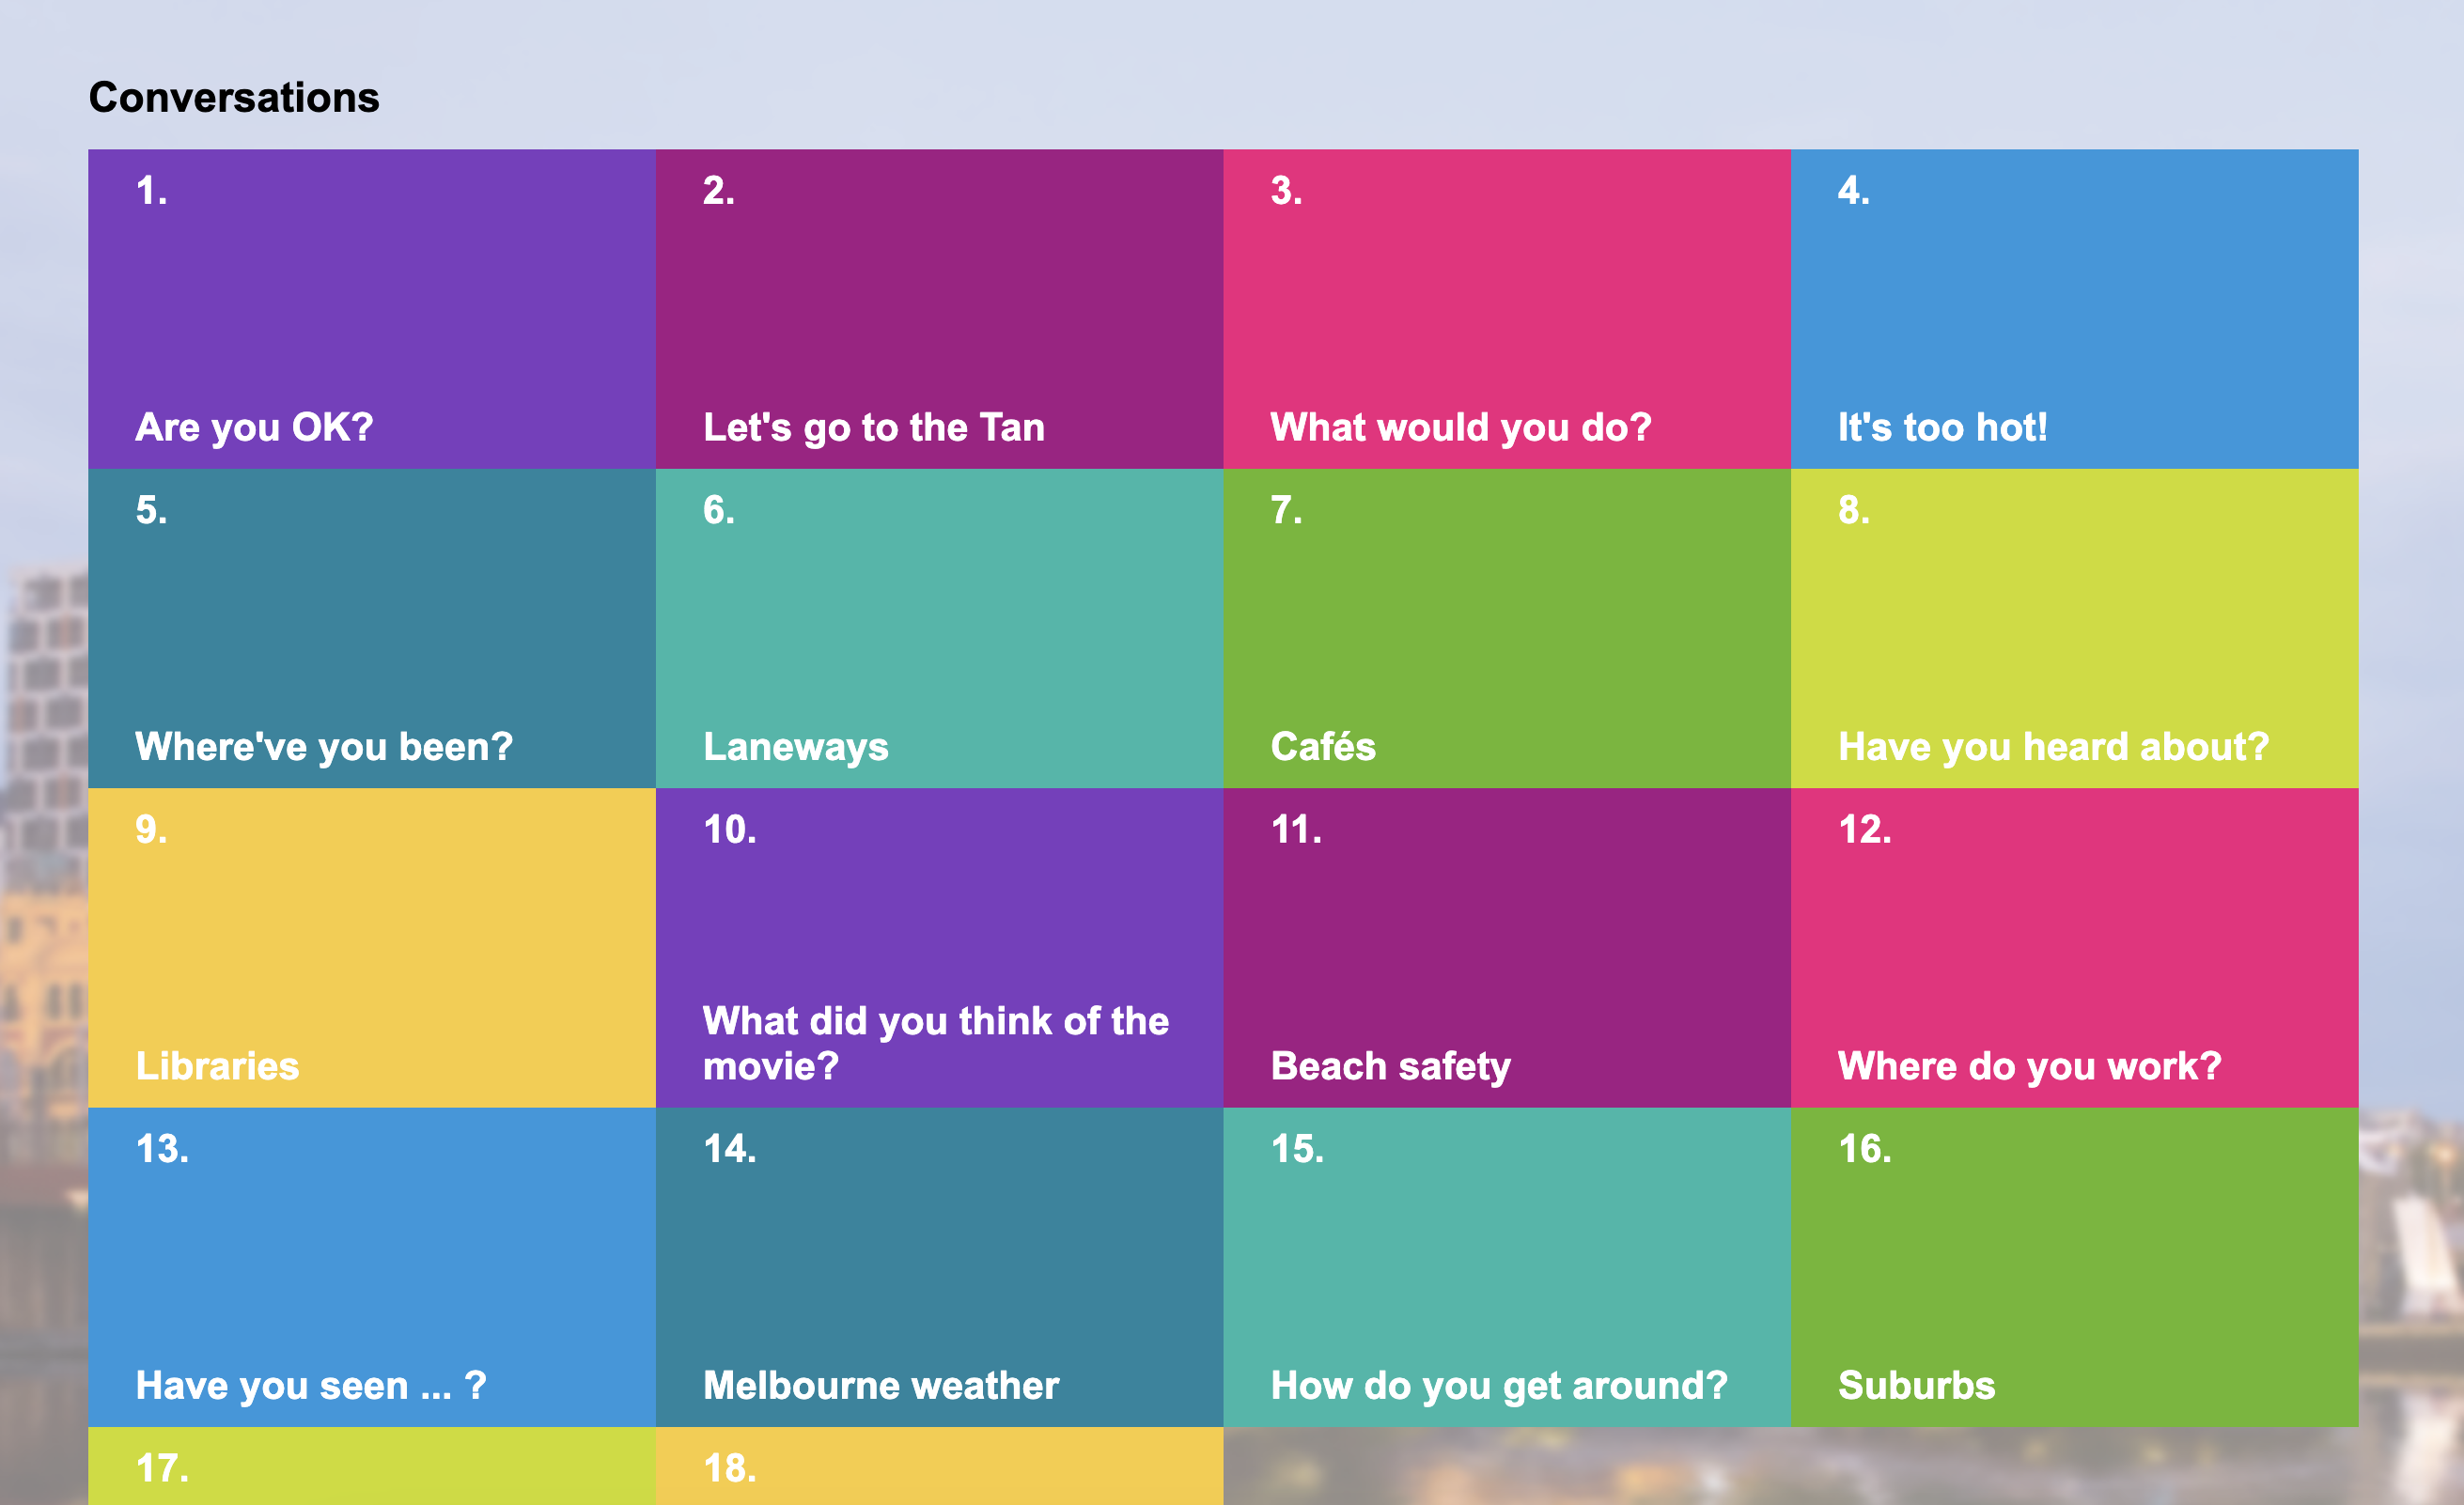 Conversations
1.
Are you OK?
2.
Let's go to the Tan
3.
What would you do?
4.
It's too hot!
5.
Where've you been?
6.
Laneways
7.
Cafés
8.
Have you heard about?
9.
Libraries
10.
What did you think of the
movie?
11.
Beach safety
12.
Where do you work?
13.
Have you seen ... ?
14.
Melbourne weather
15.
How do you get around?
16.
Suburbs
17.
18.